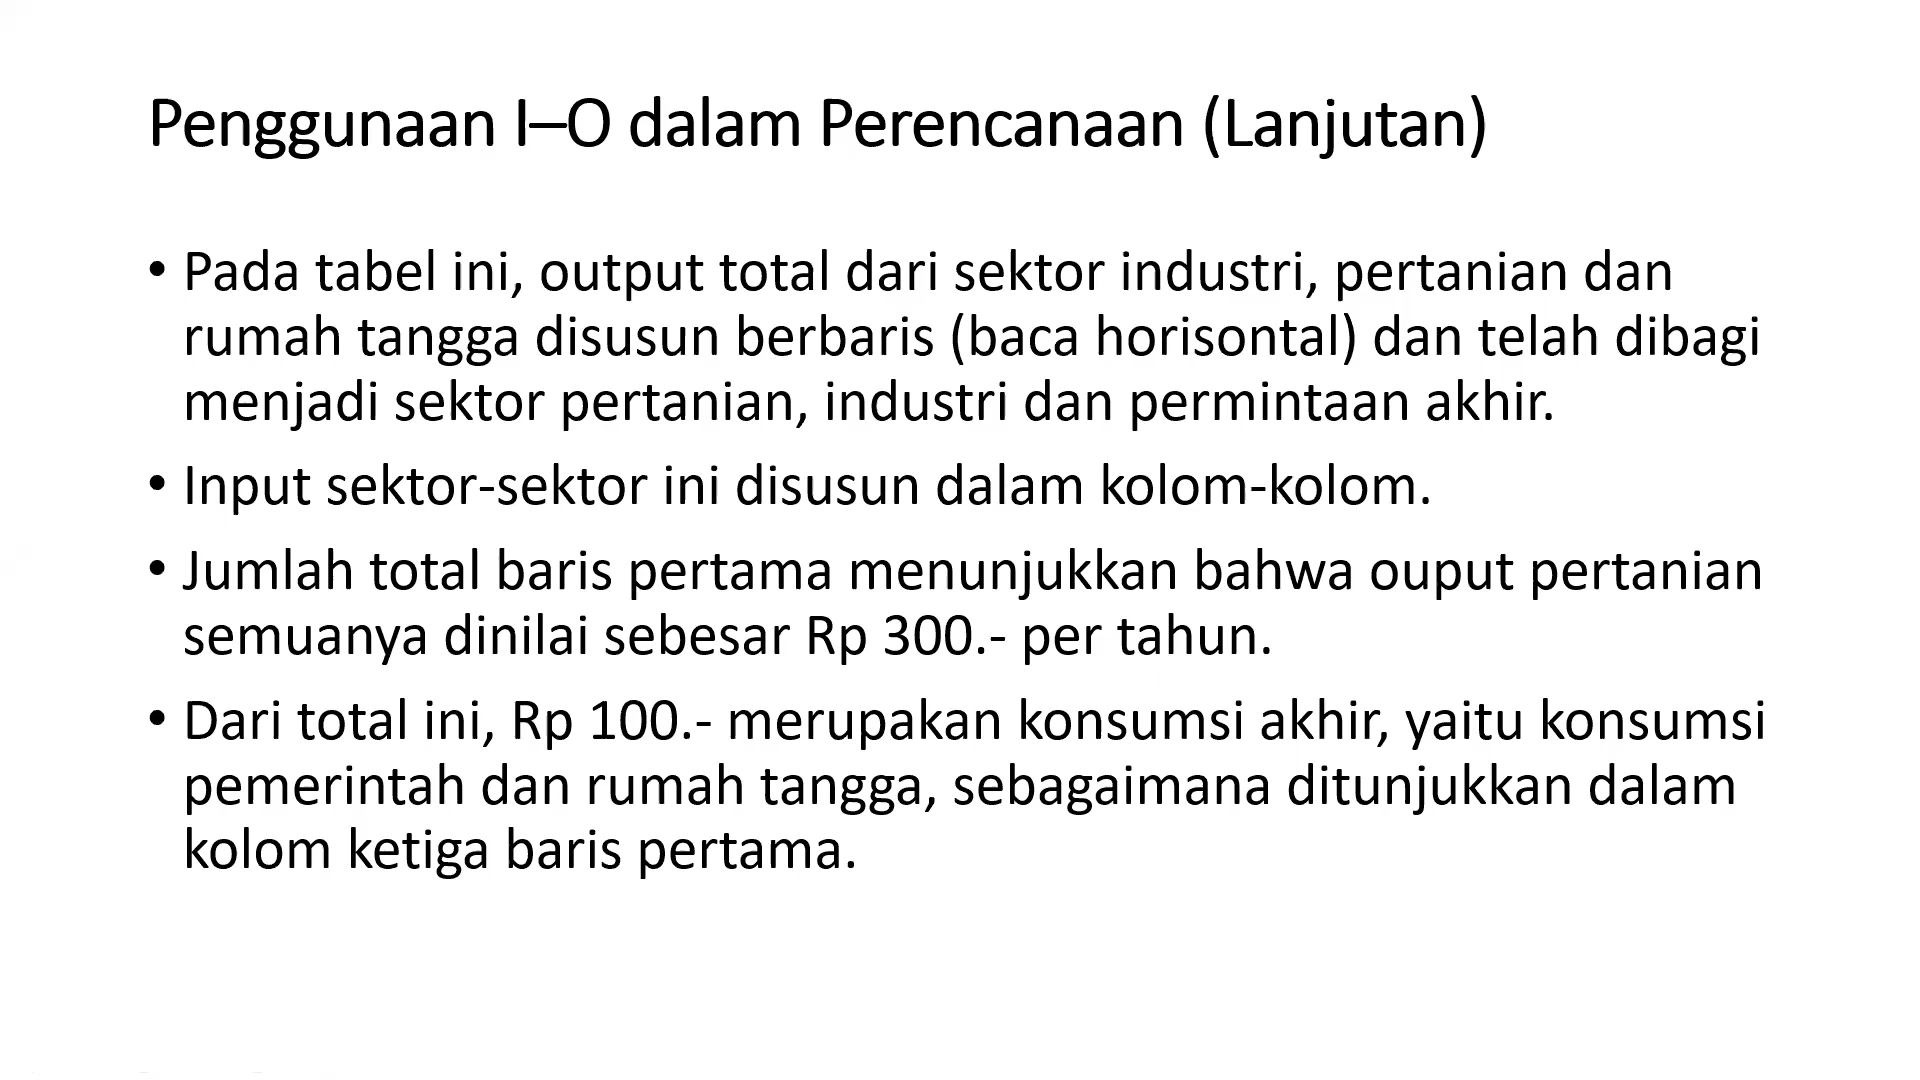 Penggunaan I–O dalam Perencanaan (Lanjutan)
• Pada tabel ini, output total dari sektor industri, pertanian dan
rumah tangga disusun berbaris (baca horisontal) dan telah dibagi
menjadi sektor pertanian, industri dan permintaan akhir.
• Input sektor-sektor ini disusun dalam kolom-kolom.
• Jumlah total baris pertama menunjukkan bahwa ouput pertanian
semuanya dinilai sebesar Rp 300.- per tahun.
• Dari total ini, Rp 100.- merupakan konsumsi akhir, yaitu konsumsi
pemerintah dan rumah tangga, sebagaimana ditunjukkan dalam
kolom ketiga baris pertama.